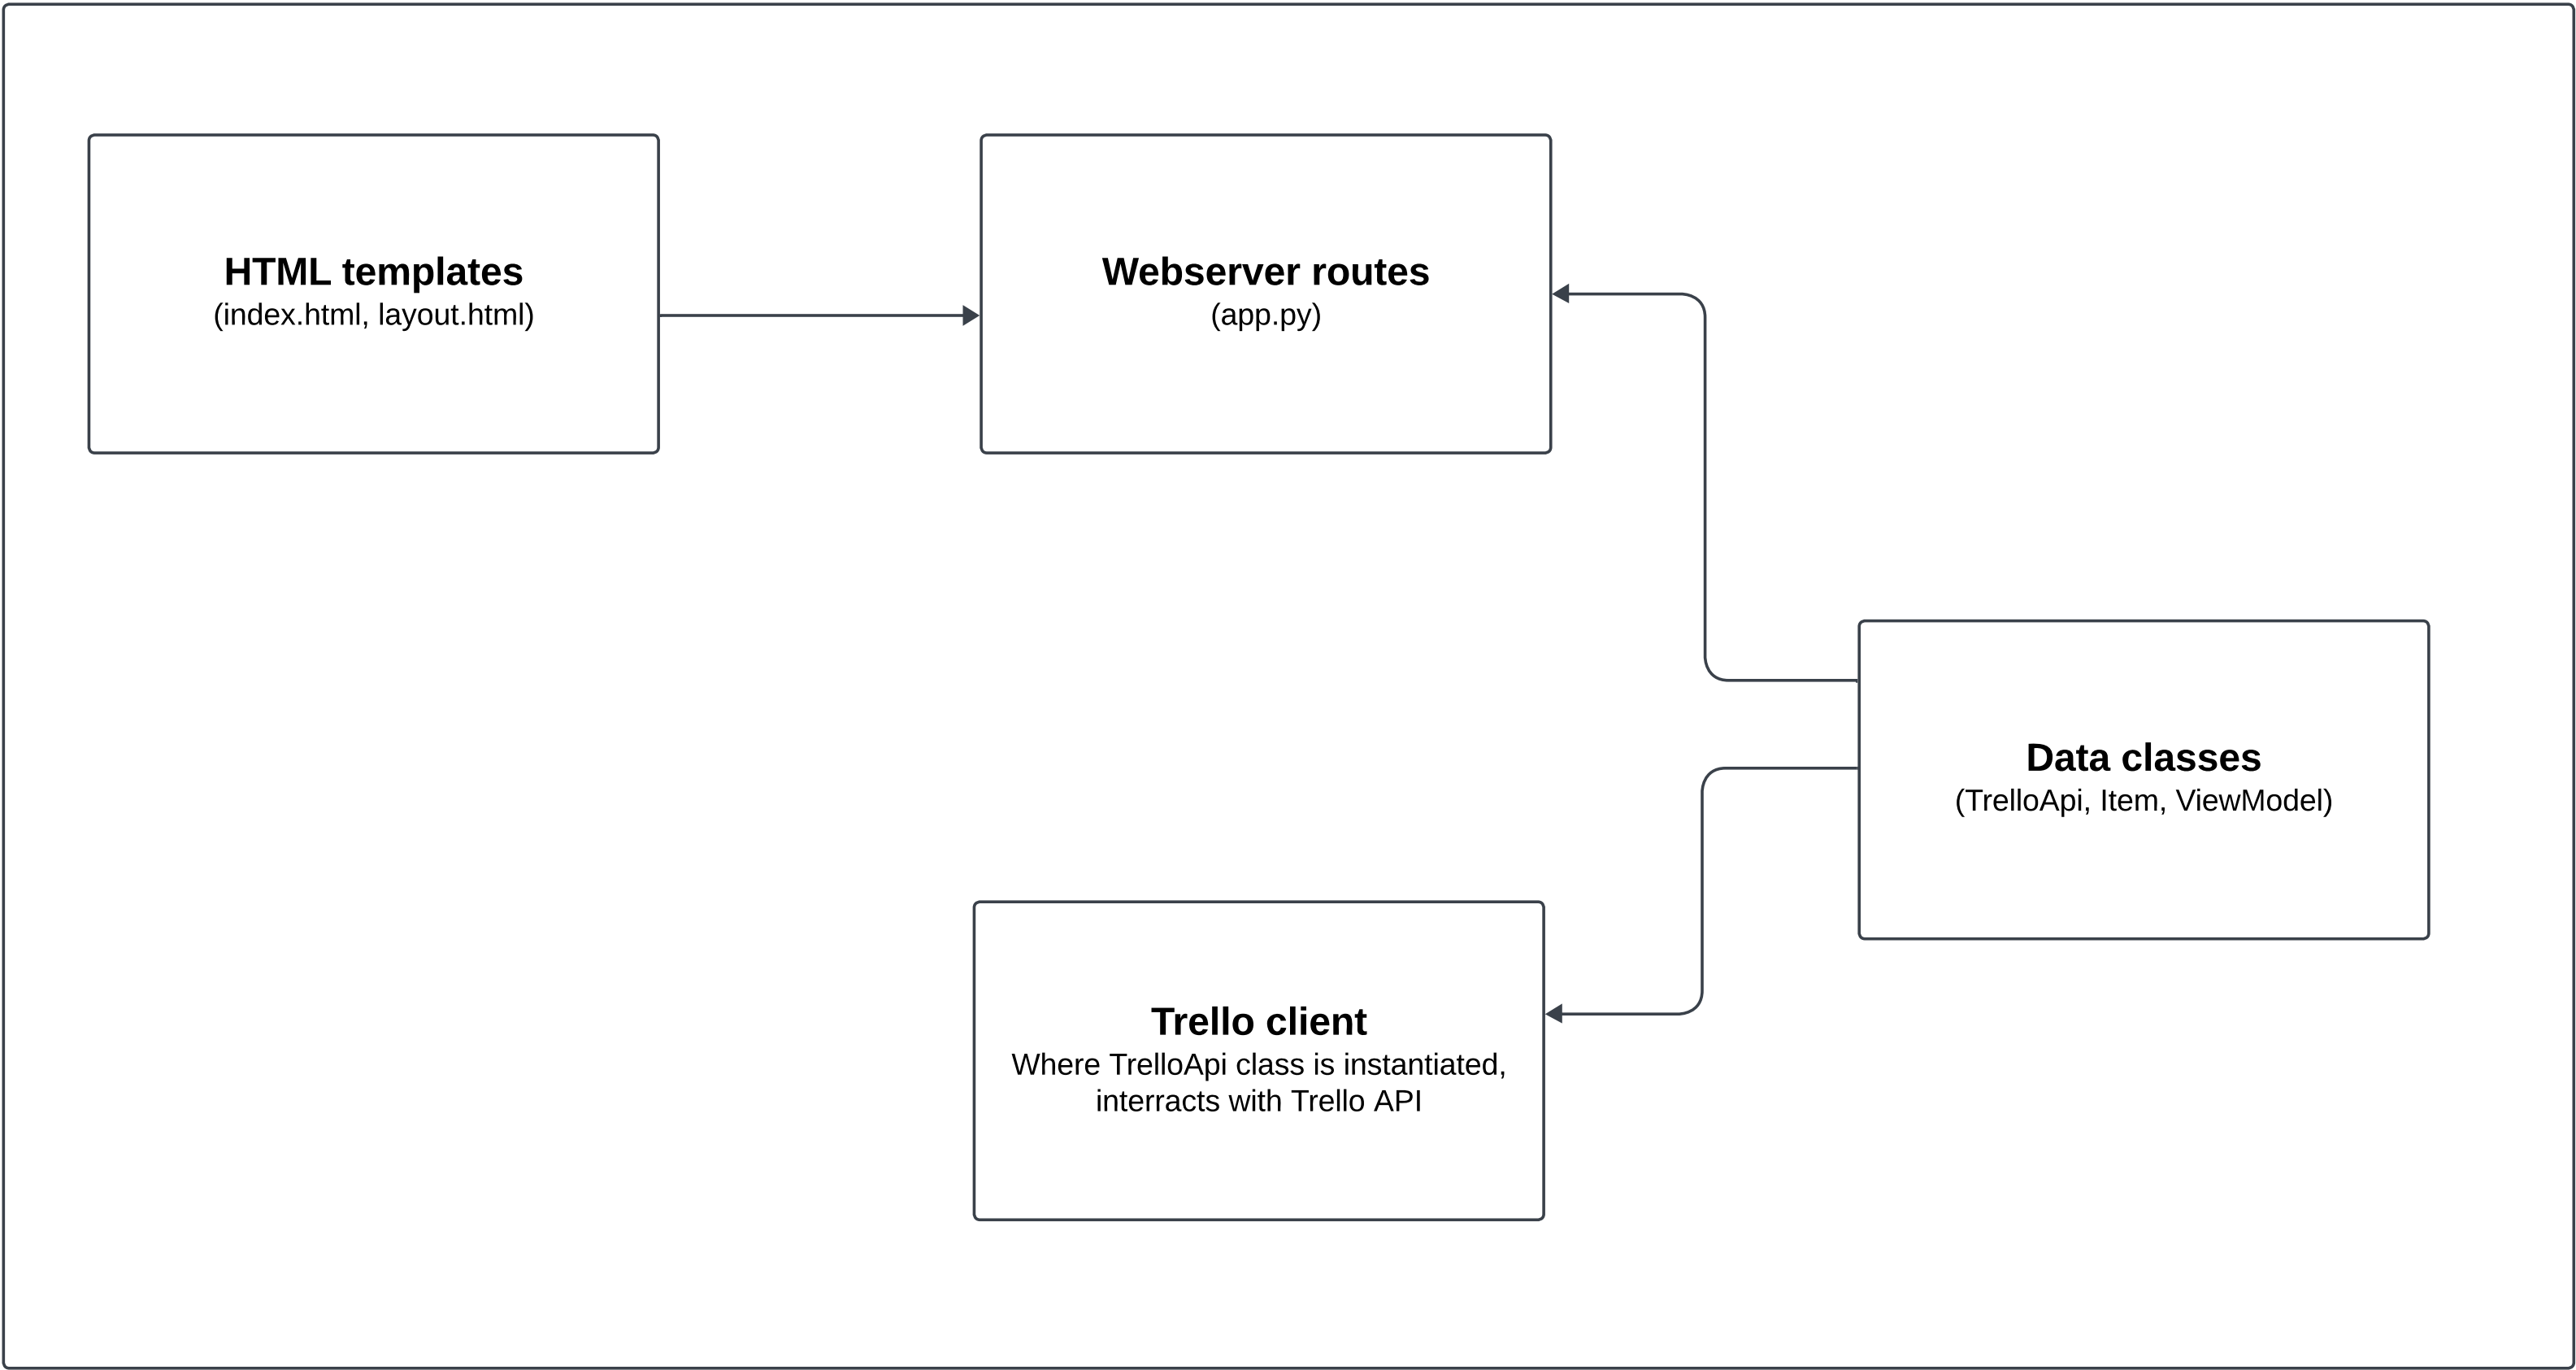 HTML templates
(index.html, layout.html)
Webserver routes
(app.py)
Data classes
(TrelloApi, Item, ViewModel)
Trello client
Where TrelloApi class is instantiated,
interracts with Trello API